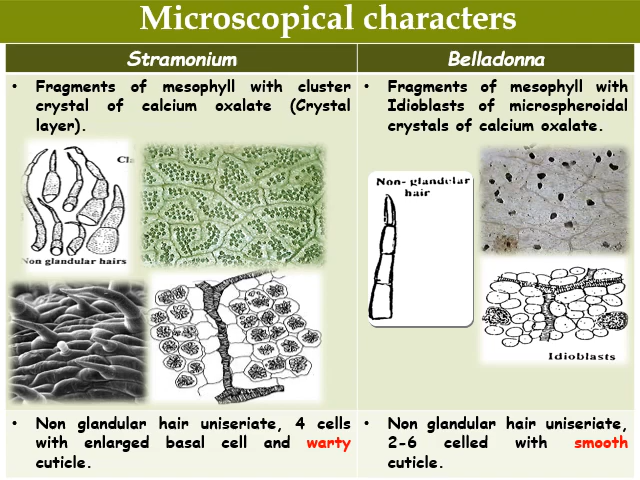 Microscopical characters
Stramonium
Belladonna
• Fragments of mesophyll with cluster
crystal of calcium oxalate (Crystal
layer).
• Fragments of mesophyll with
Idioblasts of microspheroidal
crystals of calcium oxalate.
Non glandular hairs
Non- glandular
hair
Idioblasts
• Non glandular hair uniseriate, 4 cells
with enlarged basal cell and warty
cuticle.
• Non glandular hair uniseriate,
2-6 celled with smooth
cuticle.